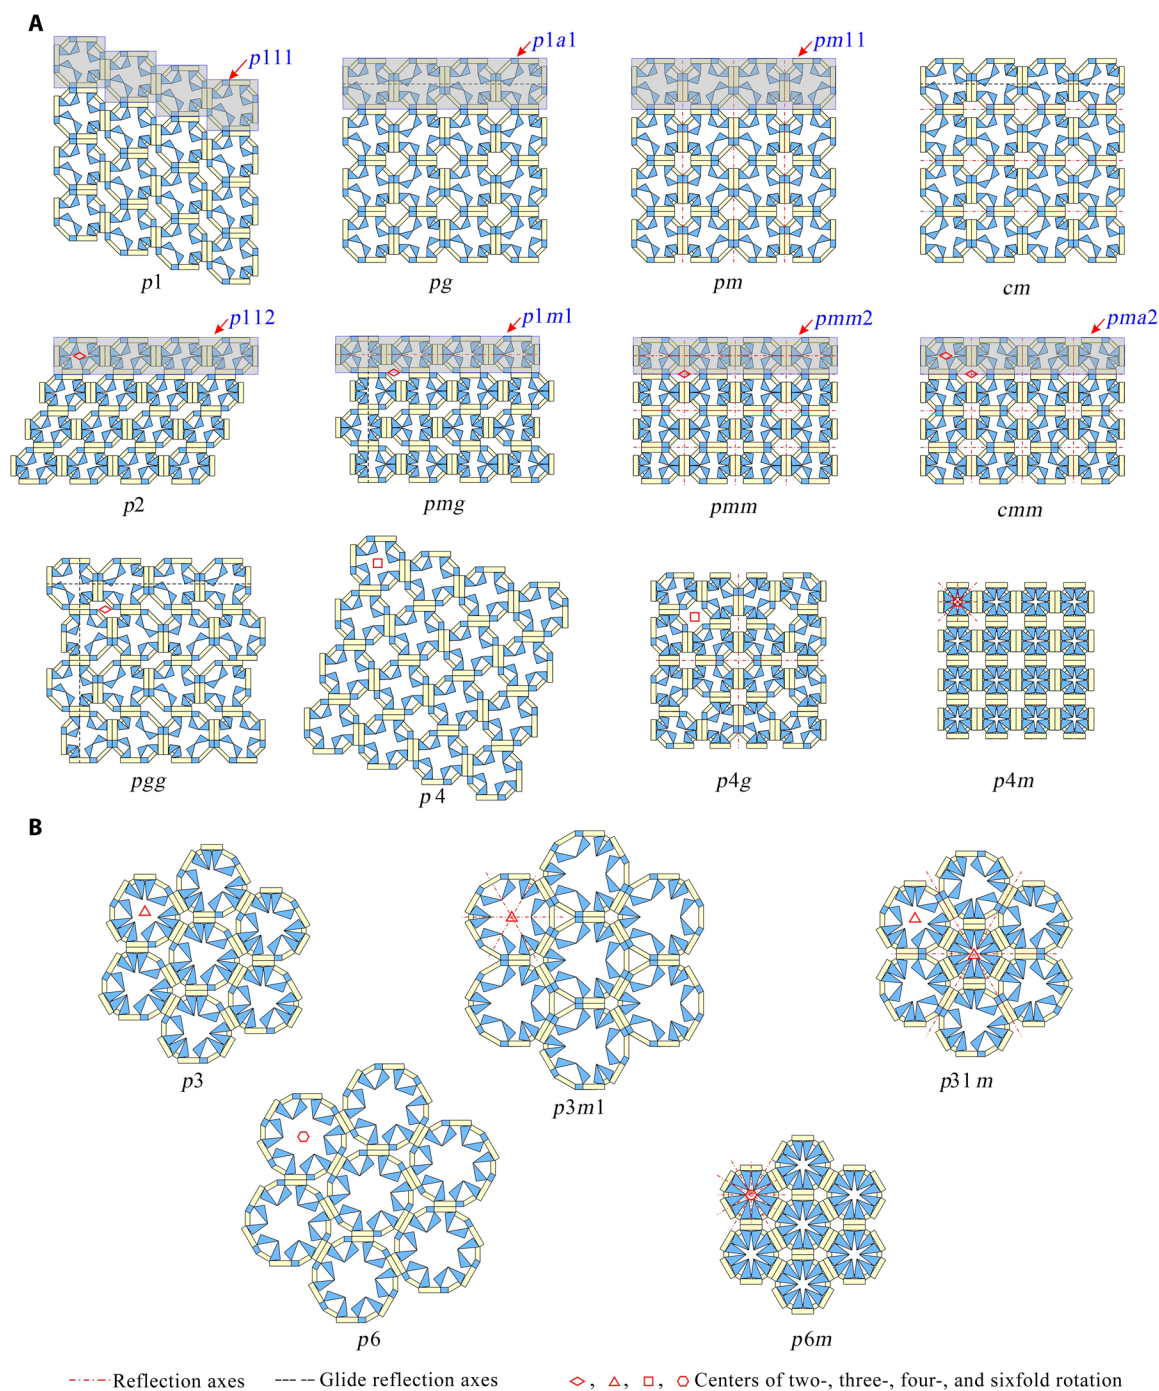 A
p111
p1a1
pm11
p1
pg
pm
cm
p112
p1m1
pmm2
pma2
p2
pmg
pmm
cmm
pgg
p4
p4g
p4m
B
p3
p3m1
p31m
p6
p6m
Reflection axes
Glide reflection axes
, , , Centers of two-, three-, four-, and sixfold rotation